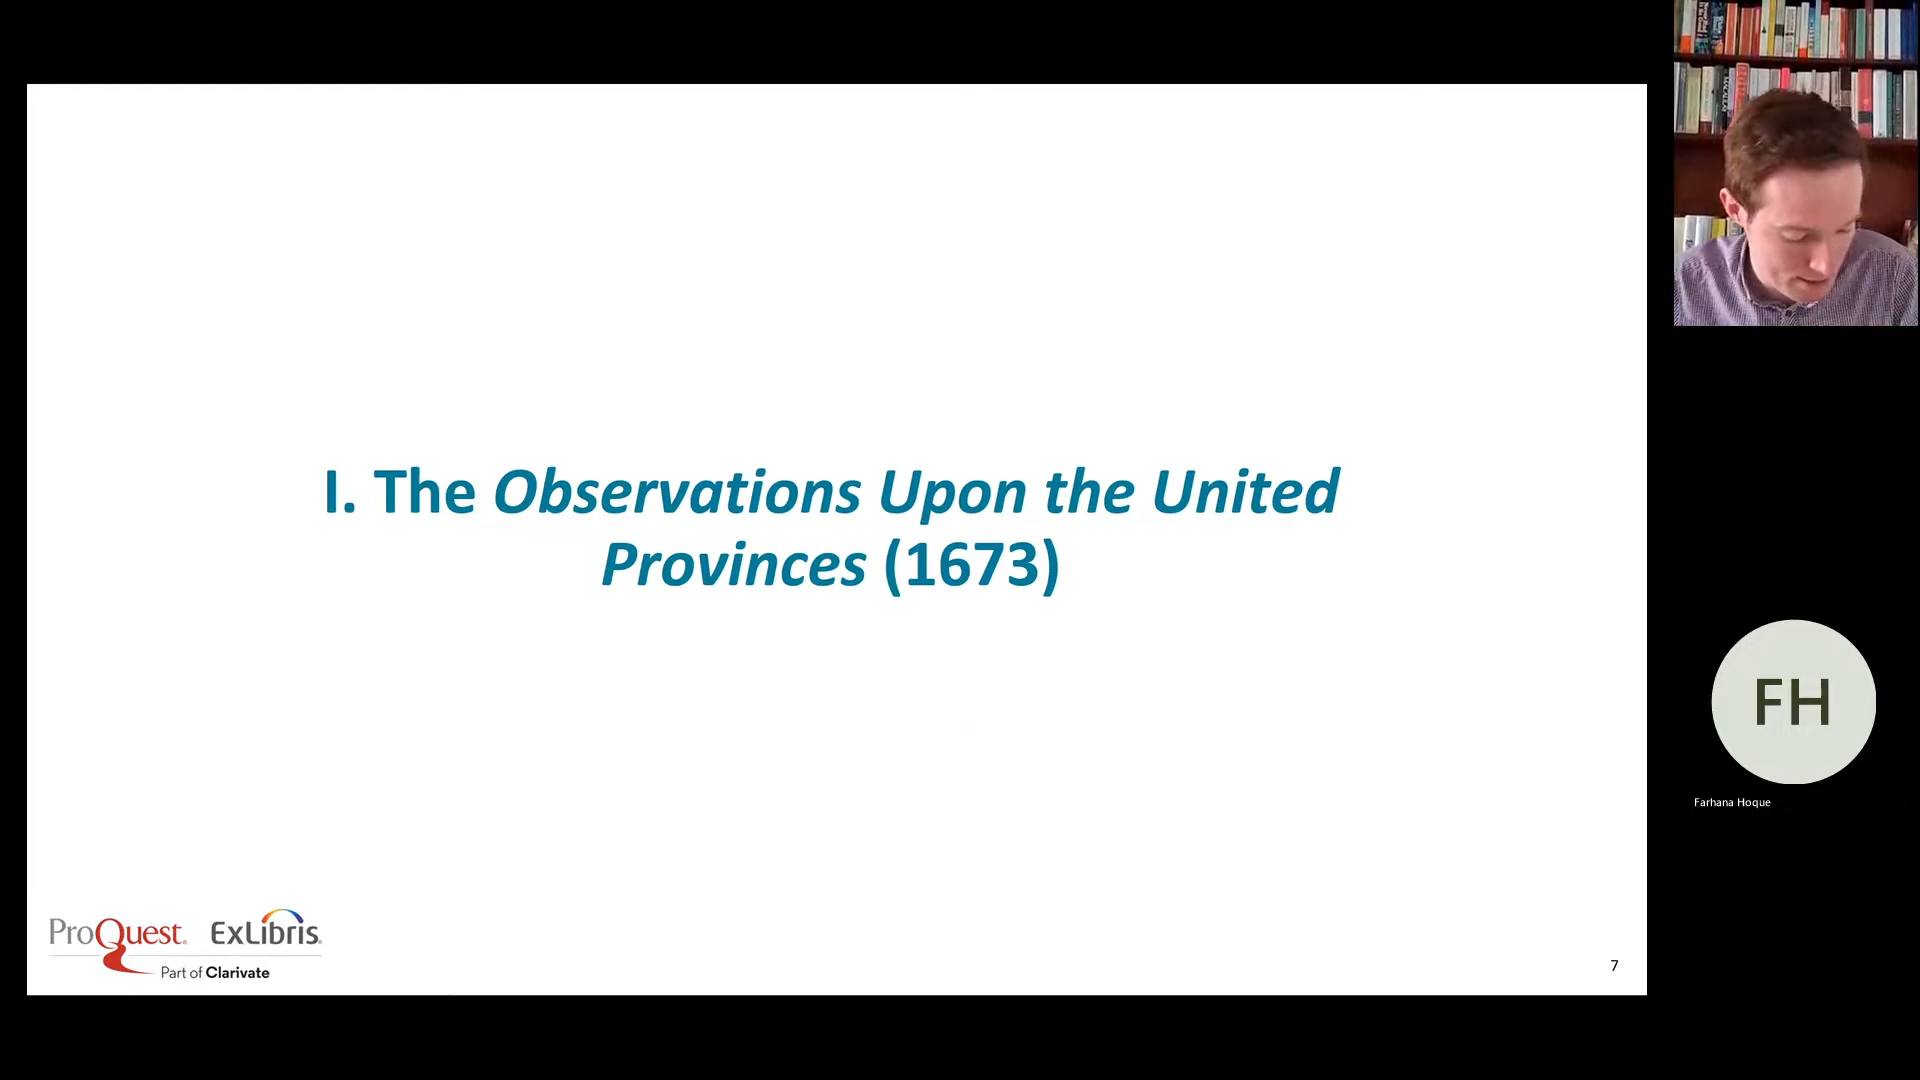 I. The Observations Upon the United
Provinces (1673)
FH
Farhana Hoque
ProQuest ExLibris
Part of Clarivate
7